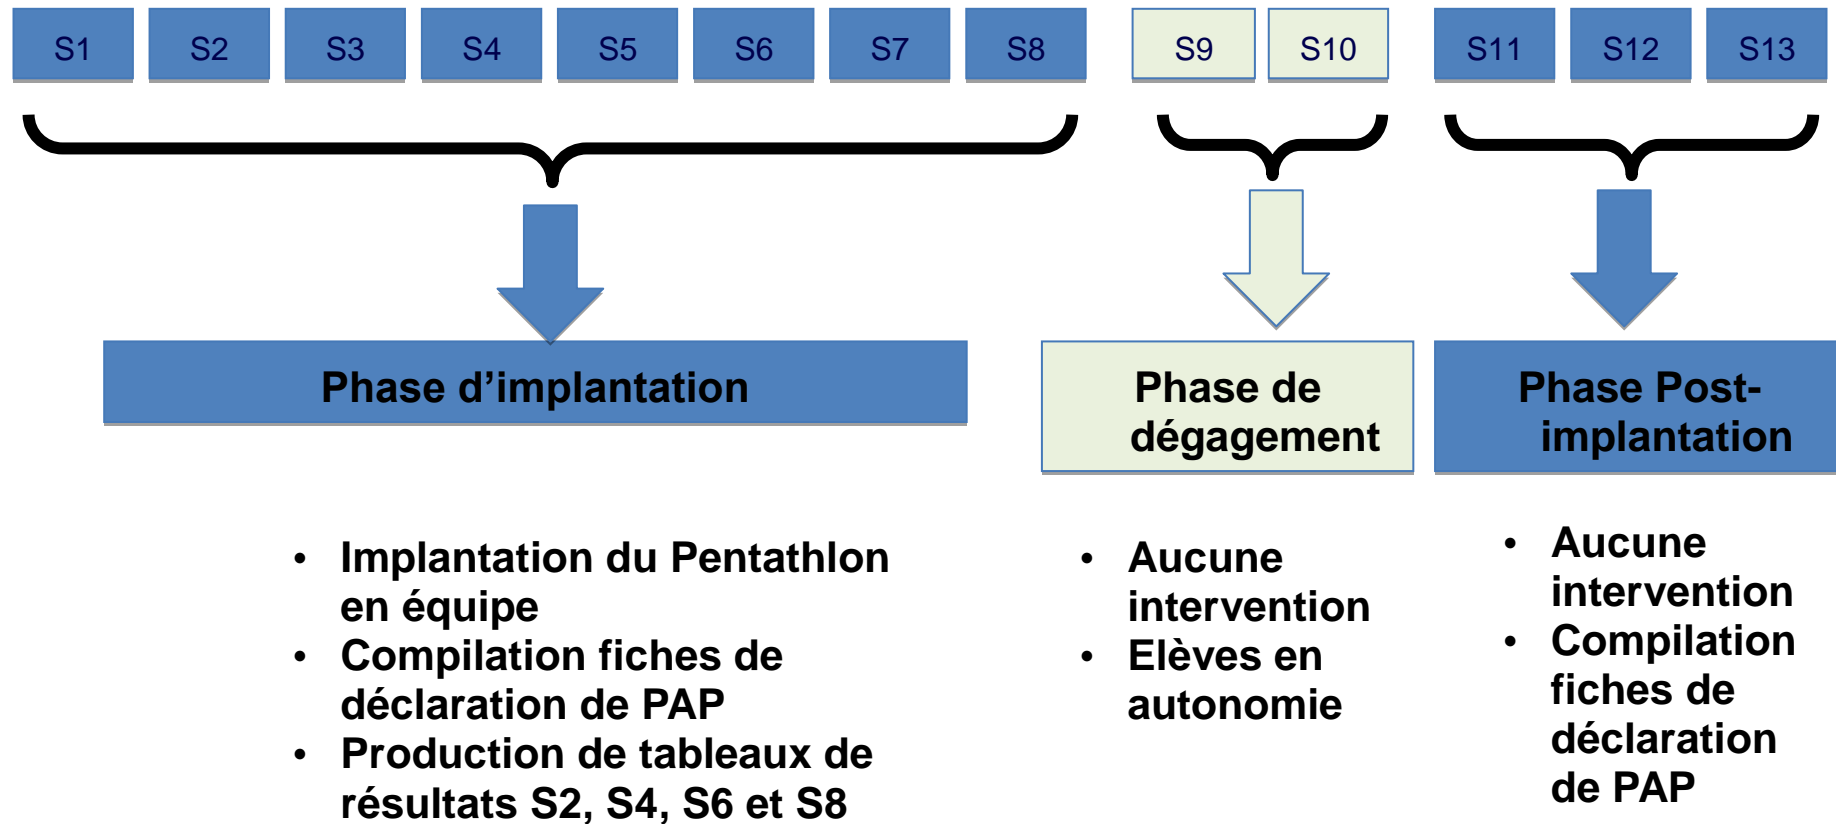 S1 S2 S3 S4 S5 S6 S7 S8 S9 S10 S11 S12 S13
Phase d’implantation
Phase de
dégagement
Phase Post-
implantation
• Implantation du Pentathlon
en équipe
• Compilation fiches de
déclaration de PAP
• Production de tableaux de
résultats S2, S4, S6 et S8
• Aucune
intervention
• Elèves en
autonomie
• Aucune
intervention
• Compilation
fiches de
déclaration
de PAP